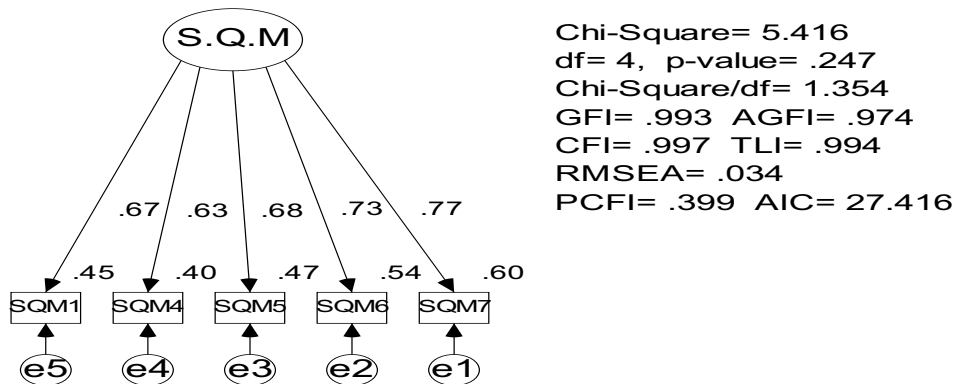 S.Q.M
Chi-Square= 5.416
df= 4, p-value= .247
Chi-Square/df= 1.354
GFI= .993 AGFI= .974
CFI= .997 TLI= .994
RMSEA= .034
PCFI= .399 AIC= 27.416
.67 .63 .68 .73 .77
.45 .40 .47 .54 .60
SQM1 SQM4 SQM5 SQM6 SQM7
e5 e4 e3 e2 e1